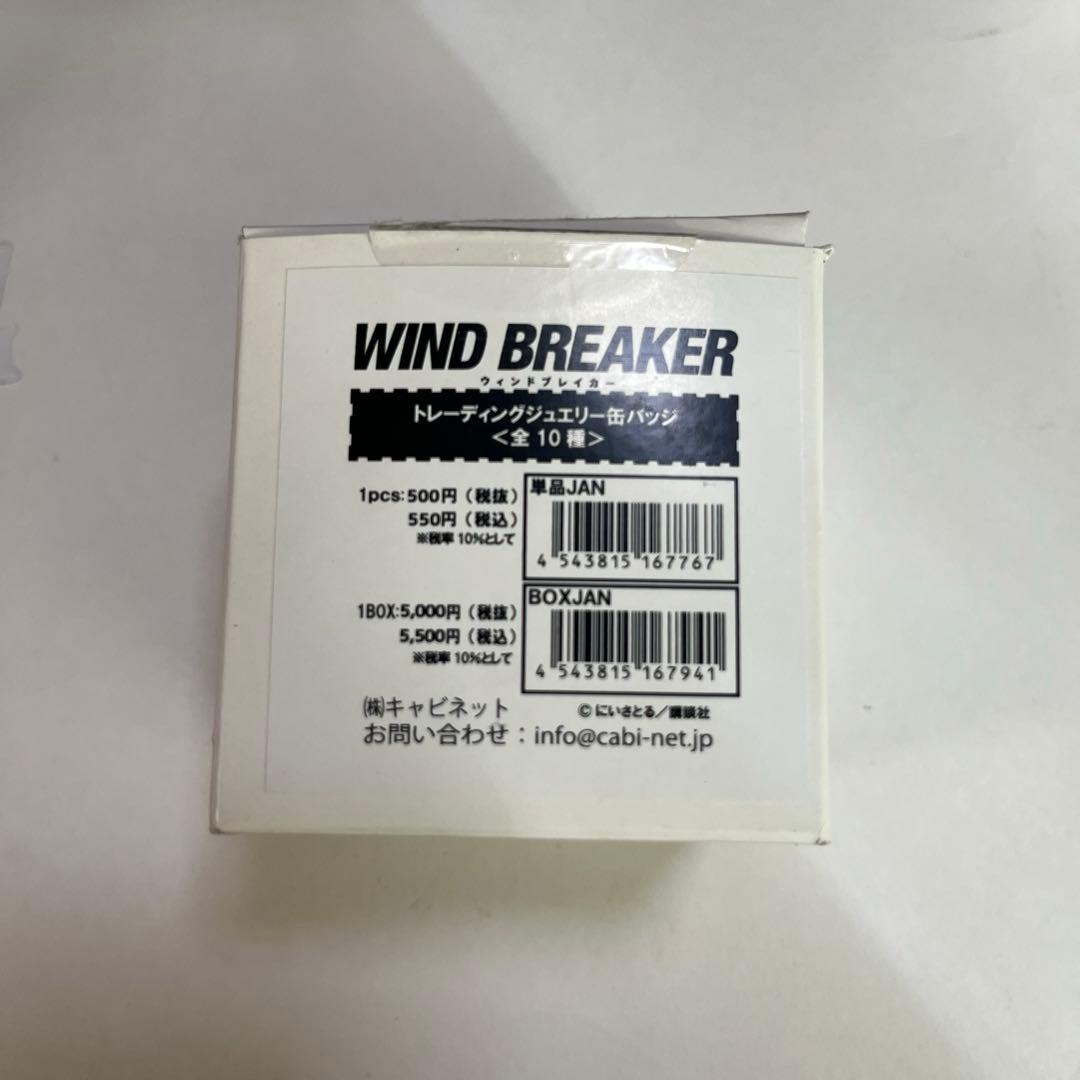 WIND BREAKER
ウィンドブレイカー
トレーディングジュエリー缶バッジ
＜全10種＞
1pcs:500円（税抜）
550円（税込）
※税率10%として
単品JAN
4 543815 167767
1BOX:5,000円（税抜）
5,500円（税込）
※税率10%として
BOXJAN
4 543815 167941
㈱キャビネット
©にいさとる／講談社
お問い合わせ：info@cabi-net.jp